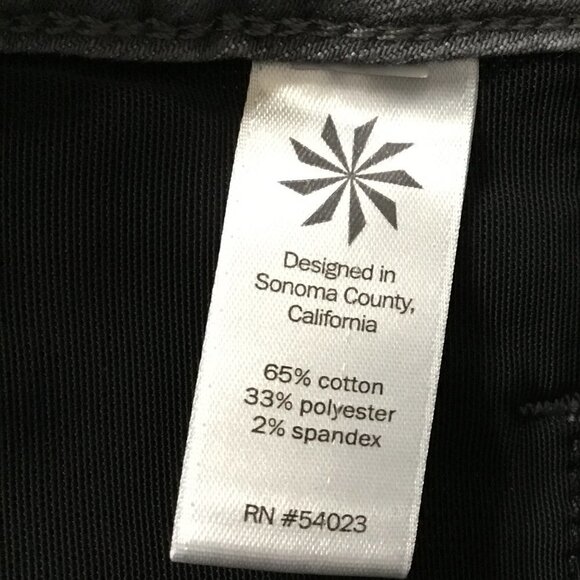 Designed in
Sonoma County,
California
65% cotton
33% polyester
2% spandex
RN #54023